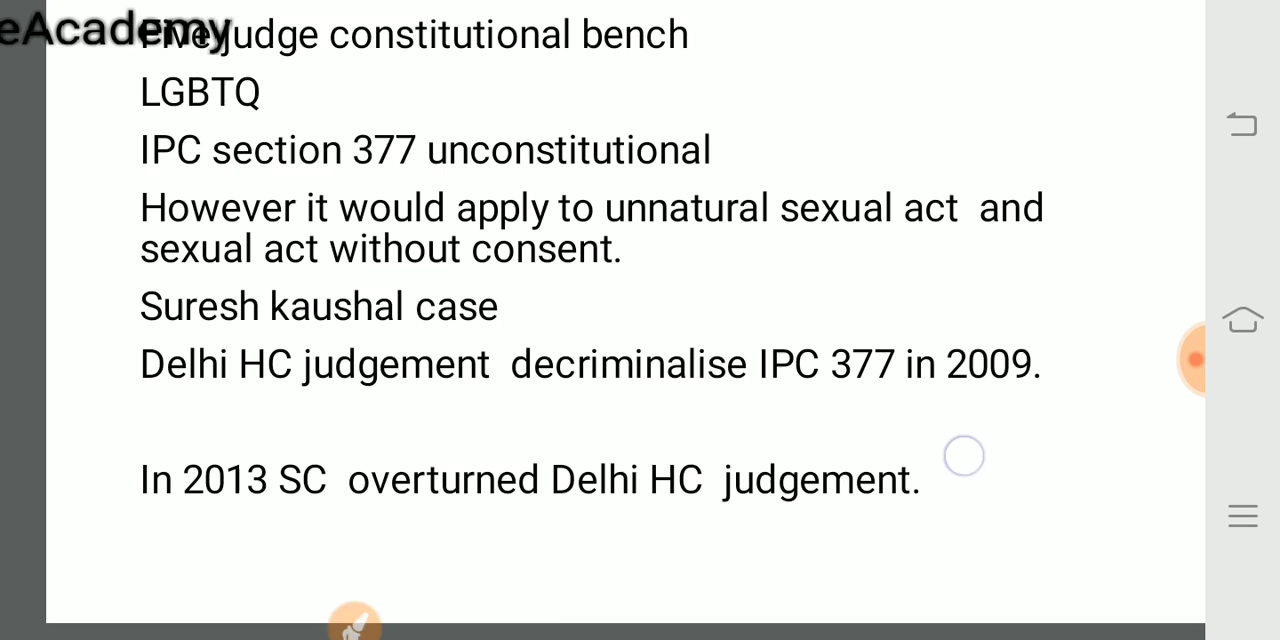 eAcademy
Five judge constitutional bench
LGBTQ
IPC section 377 unconstitutional
However it would apply to unnatural sexual act  and
sexual act without consent.
Suresh kaushal case
Delhi HC judgement  decriminalise IPC 377 in 2009.
In 2013 SC  overturned Delhi HC  judgement.